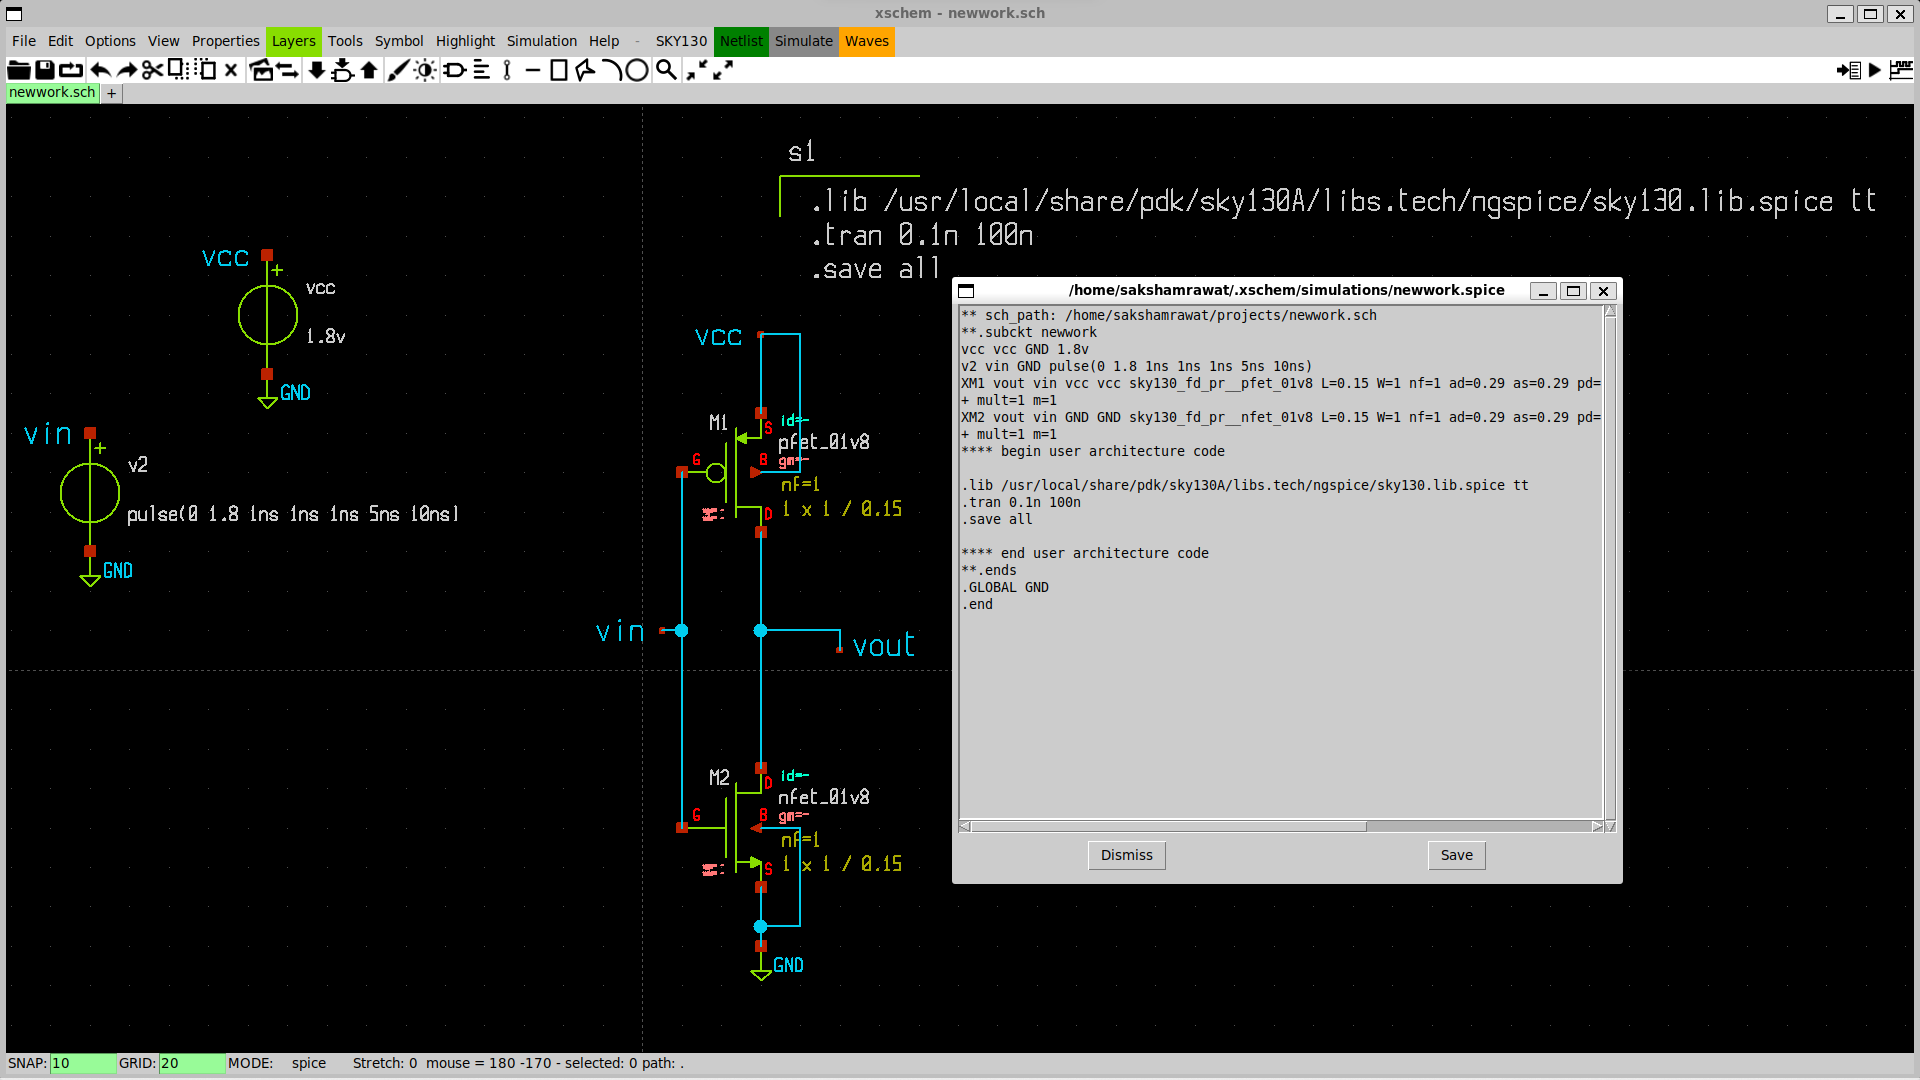 xschem - newwork.sch
File Edit Options View Properties Layers Tools Symbol Highlight Simulation Help - SKY130 Netlist Simulate Waves
newwork.sch +
s1
.lib /usr/local/share/pdk/sky130A/libs.tech/ngspice/sky130.lib.spice tt
.tran 0.1n 100n
.save all
VCC
+
vcc
1.8v
GND
vin
+
v2
pulse(0 1.8 1ns 1ns 1ns 5ns 10ns)
GND
VCC
M1
id=-
S
pfet_01v8
G
B
gm=-
nf=1
D
1 x 1 / 0.15
vin
vout
M2
id=-
D
nfet_01v8
G
B
gm=-
nf=1
S
1 x 1 / 0.15
GND
/home/sakshamrawat/.xschem/simulations/newwork.spice
** sch_path: /home/sakshamrawat/projects/newwork.sch
**.subckt newwork
vcc vcc GND 1.8v
v2 vin GND pulse(0 1.8 1ns 1ns 1ns 5ns 10ns)
XM1 vout vin vcc vcc sky130_fd_pr__pfet_01v8 L=0.15 W=1 nf=1 ad=0.29 as=0.29 pd=
+ mult=1 m=1
XM2 vout vin GND GND sky130_fd_pr__nfet_01v8 L=0.15 W=1 nf=1 ad=0.29 as=0.29 pd=
+ mult=1 m=1
**** begin user architecture code
.lib /usr/local/share/pdk/sky130A/libs.tech/ngspice/sky130.lib.spice tt
.tran 0.1n 100n
.save all
**** end user architecture code
**.ends
.GLOBAL GND
.end
Dismiss Save
SNAP: 10 GRID: 20 MODE: spice Stretch: 0 mouse = 180 -170 - selected: 0 path: .